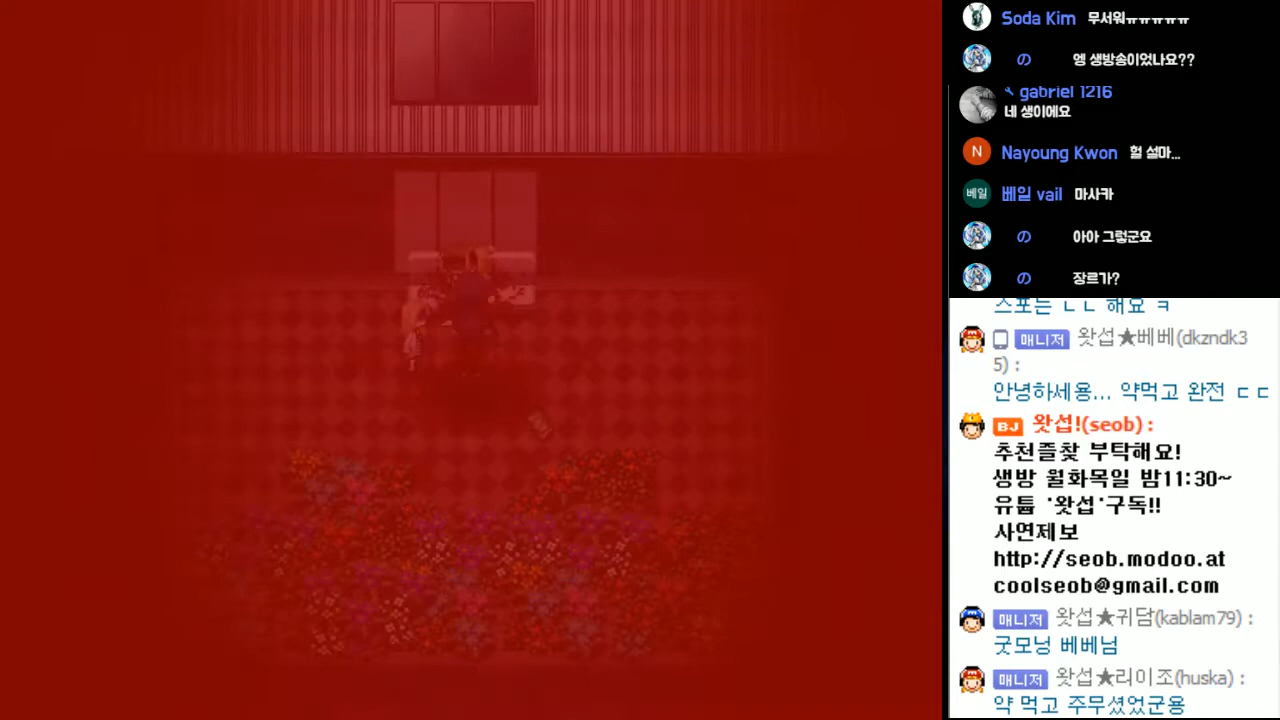 Soda Kim 무서워ㅠㅠㅠㅠㅠ
の 엥 생방송이었나요??
gabriel 1216
네 생이에요
N Nayoung Kwon 헐 설마...
베일 베일 vail 마사카
の 아아 그렇군요
の 장르가?
스포는 ㄴㄴ 해요 ㅋ
매니저 왓섭★베베(dkzndk3
5) :
안녕하세용... 약먹고 완전 ㄷㄷ
BJ 왓섭!(seob) :
추천즐찾 부탁해요!
생방 월화목일 밤11:30~
유튭 '왓섭'구독!!
사연제보
http://seob.modoo.at
coolseob@gmail.com
매니저 왓섭★귀담(kablam79) :
굿모닝 베베님
매니저 왓섭★리이조(huska) :
약 먹고 주무셨었군용